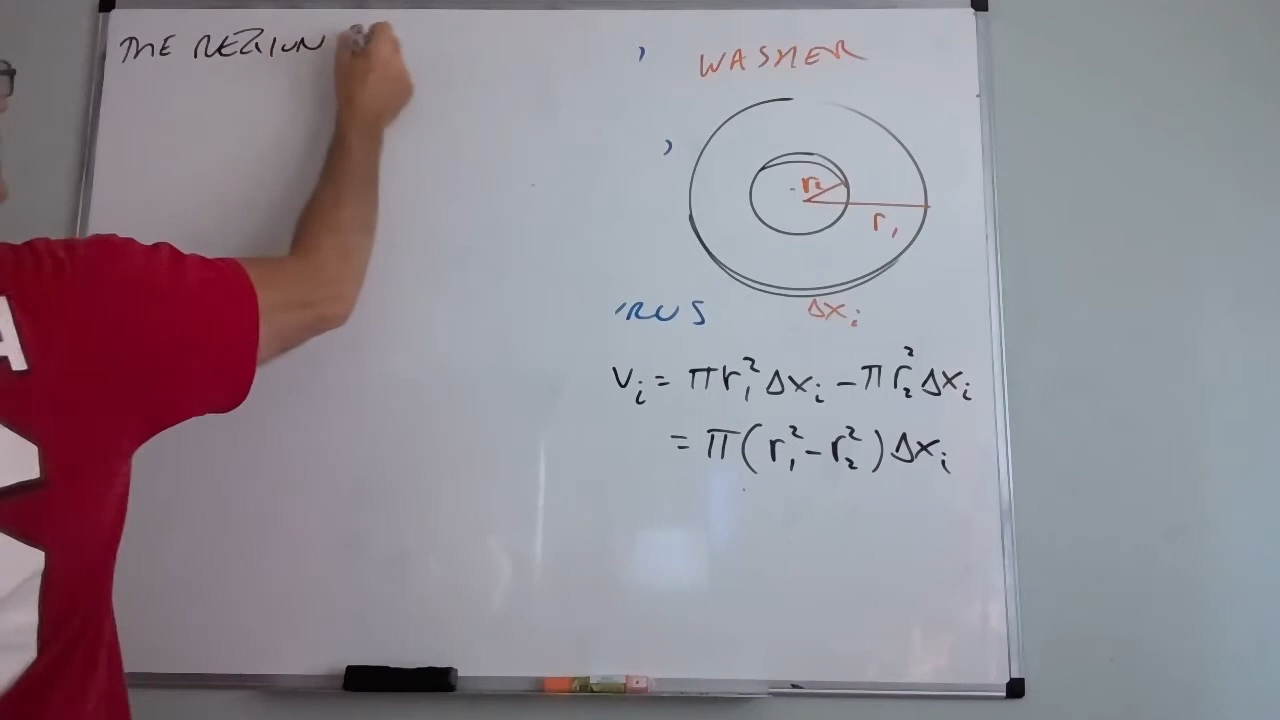 THE REGION
WASHER
r₂
r₁
Δxᵢ
Vᵢ = πr₁²Δxᵢ − πr₂²Δxᵢ
= π(r₁² − r₂²)Δxᵢ